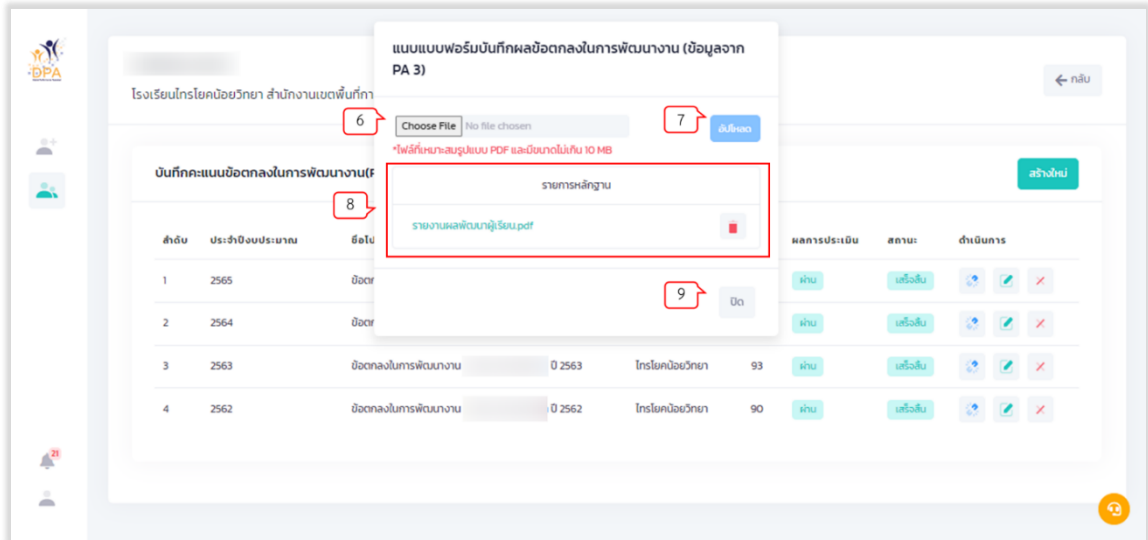 แนบแบบฟอร์มบันทึกผลข้อตกลงในการพัฒนางาน (ข้อมูลจาก
PA 3)
DPA
โรงเรียนไทรโยคน้อยวิทยา สำนักงานเขตพื้นที่กา
กลับ
6
Choose File No file chosen
7
อัปโหลด
*ไฟล์ที่เหมาะสมรูปแบบ PDF และมีขนาดไม่เกิน 10 MB
บันทึกคะแนนข้อตกลงในการพัฒนางาน(P
สร้างใหม่
รายการหลักฐาน
8
รายงานผลพัฒนาผู้เรียน.pdf
ลำดับ ประจำปีงบประมาณ ชื่อไป ผลการประเมิน สถานะ ดำเนินการ
1 2565 ข้อตก ผ่าน เสร็จสิ้น
9
ปิด
2 2564 ข้อตก ผ่าน เสร็จสิ้น
3 2563 ข้อตกลงในการพัฒนางาน ปี 2563 ไทรโยคน้อยวิทยา 93 ผ่าน เสร็จสิ้น
4 2562 ข้อตกลงในการพัฒนางาน ปี 2562 ไทรโยคน้อยวิทยา 90 ผ่าน เสร็จสิ้น
21